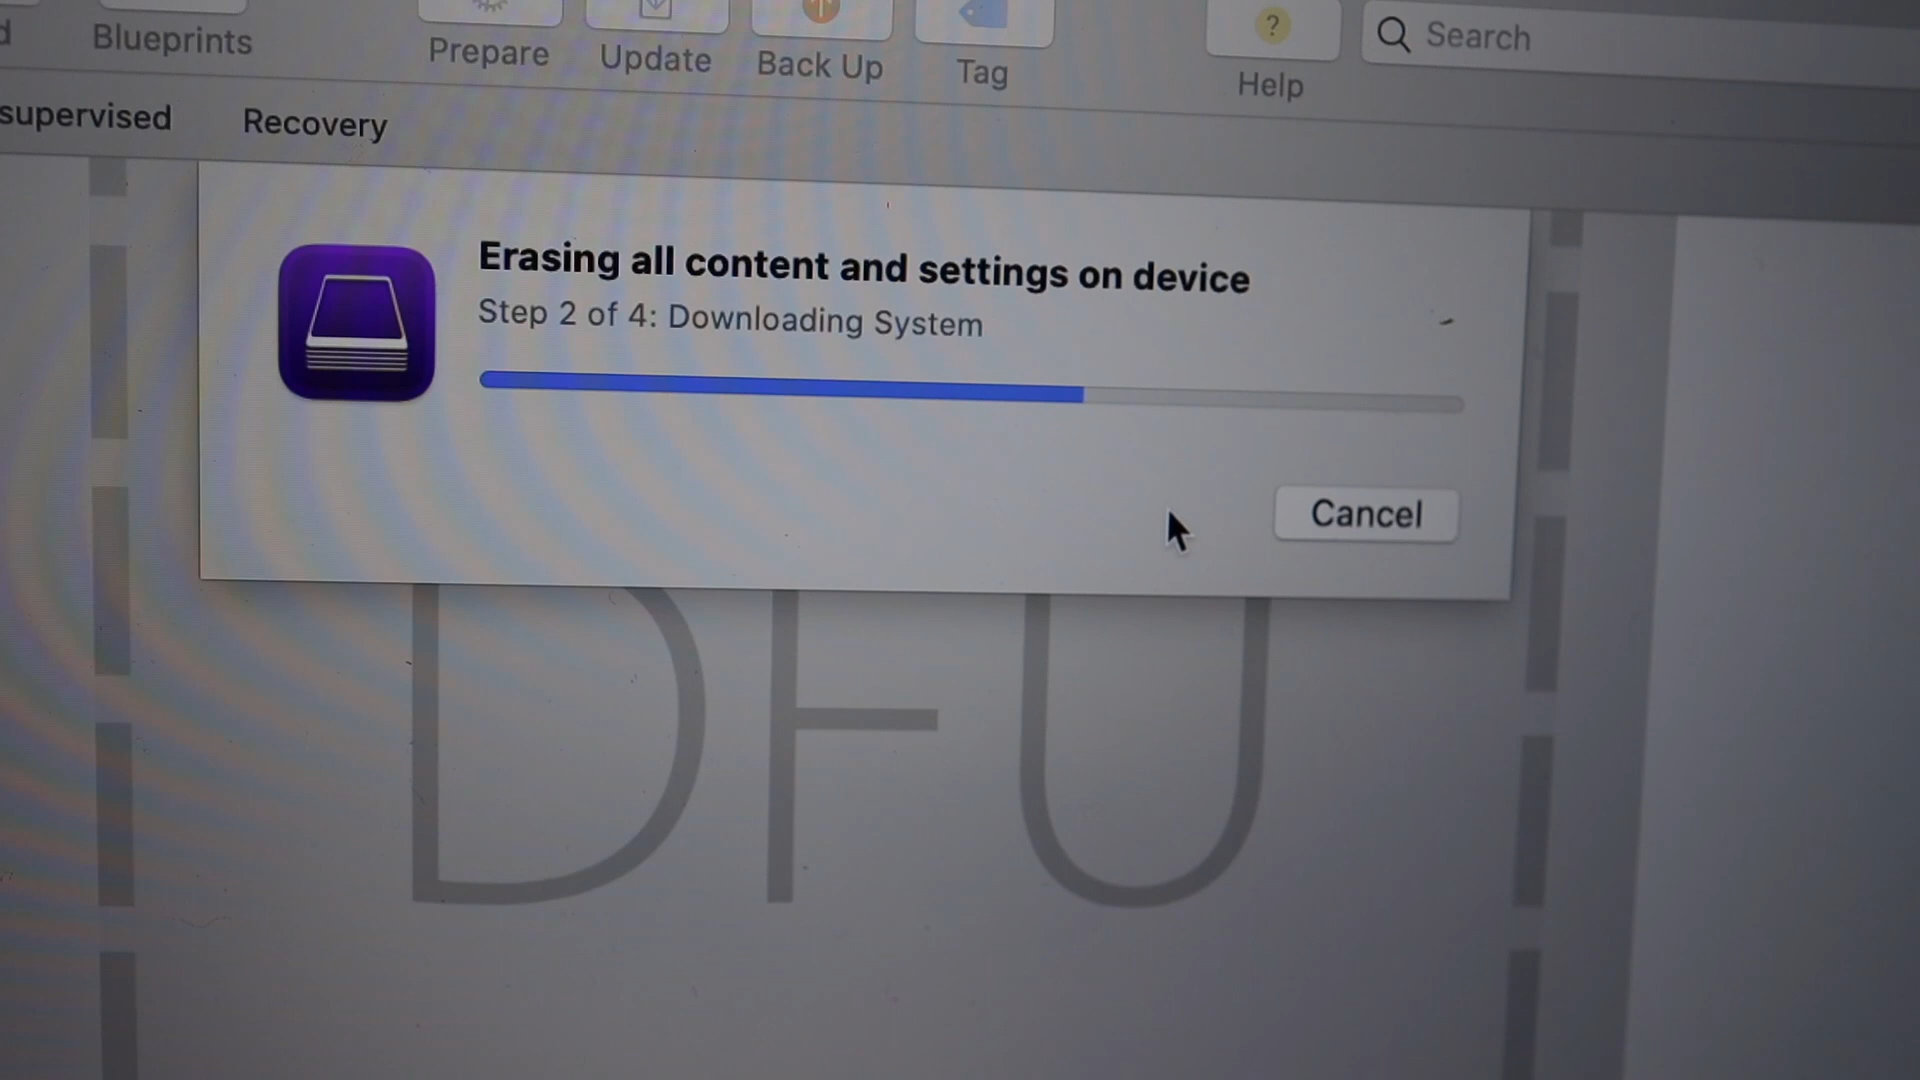 Blueprints
Prepare
Update
Back Up
Tag
?
Help
Search
supervised
Recovery
Erasing all content and settings on device
Step 2 of 4: Downloading System
Cancel
DFU